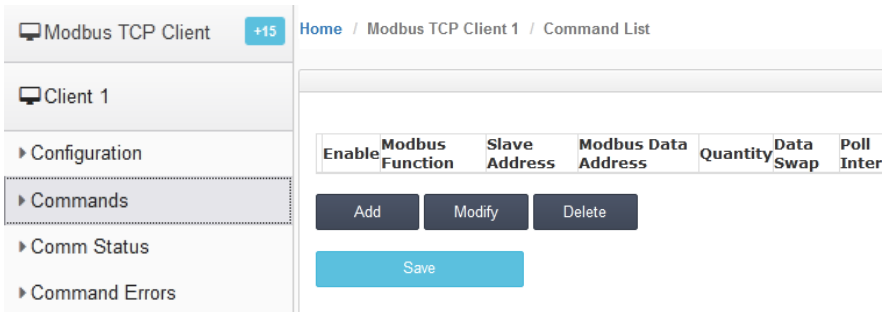 Modbus TCP Client +15
Home / Modbus TCP Client 1 / Command List
Client 1
Configuration
Commands
Comm Status
Command Errors
Enable Modbus Function Slave Address Modbus Data Address Quantity Data Swap Poll Inter
Add Modify Delete
Save